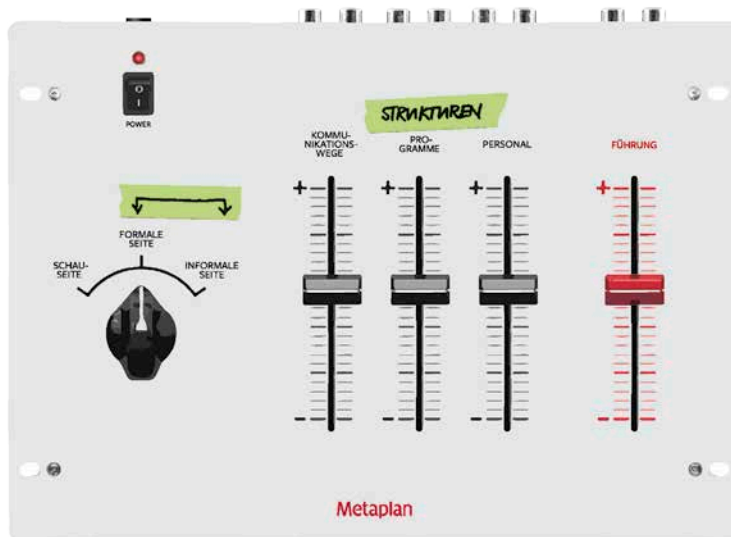 O
I
POWER
STRUKTUREN
KOMMU-
NIKATIONS-
WEGE
PRO-
GRAMME
PERSONAL
FÜHRUNG
+
+
+
+
FORMALE
SEITE
SCHAU-
SEITE
INFORMALE
SEITE
-
-
-
-
Metaplan